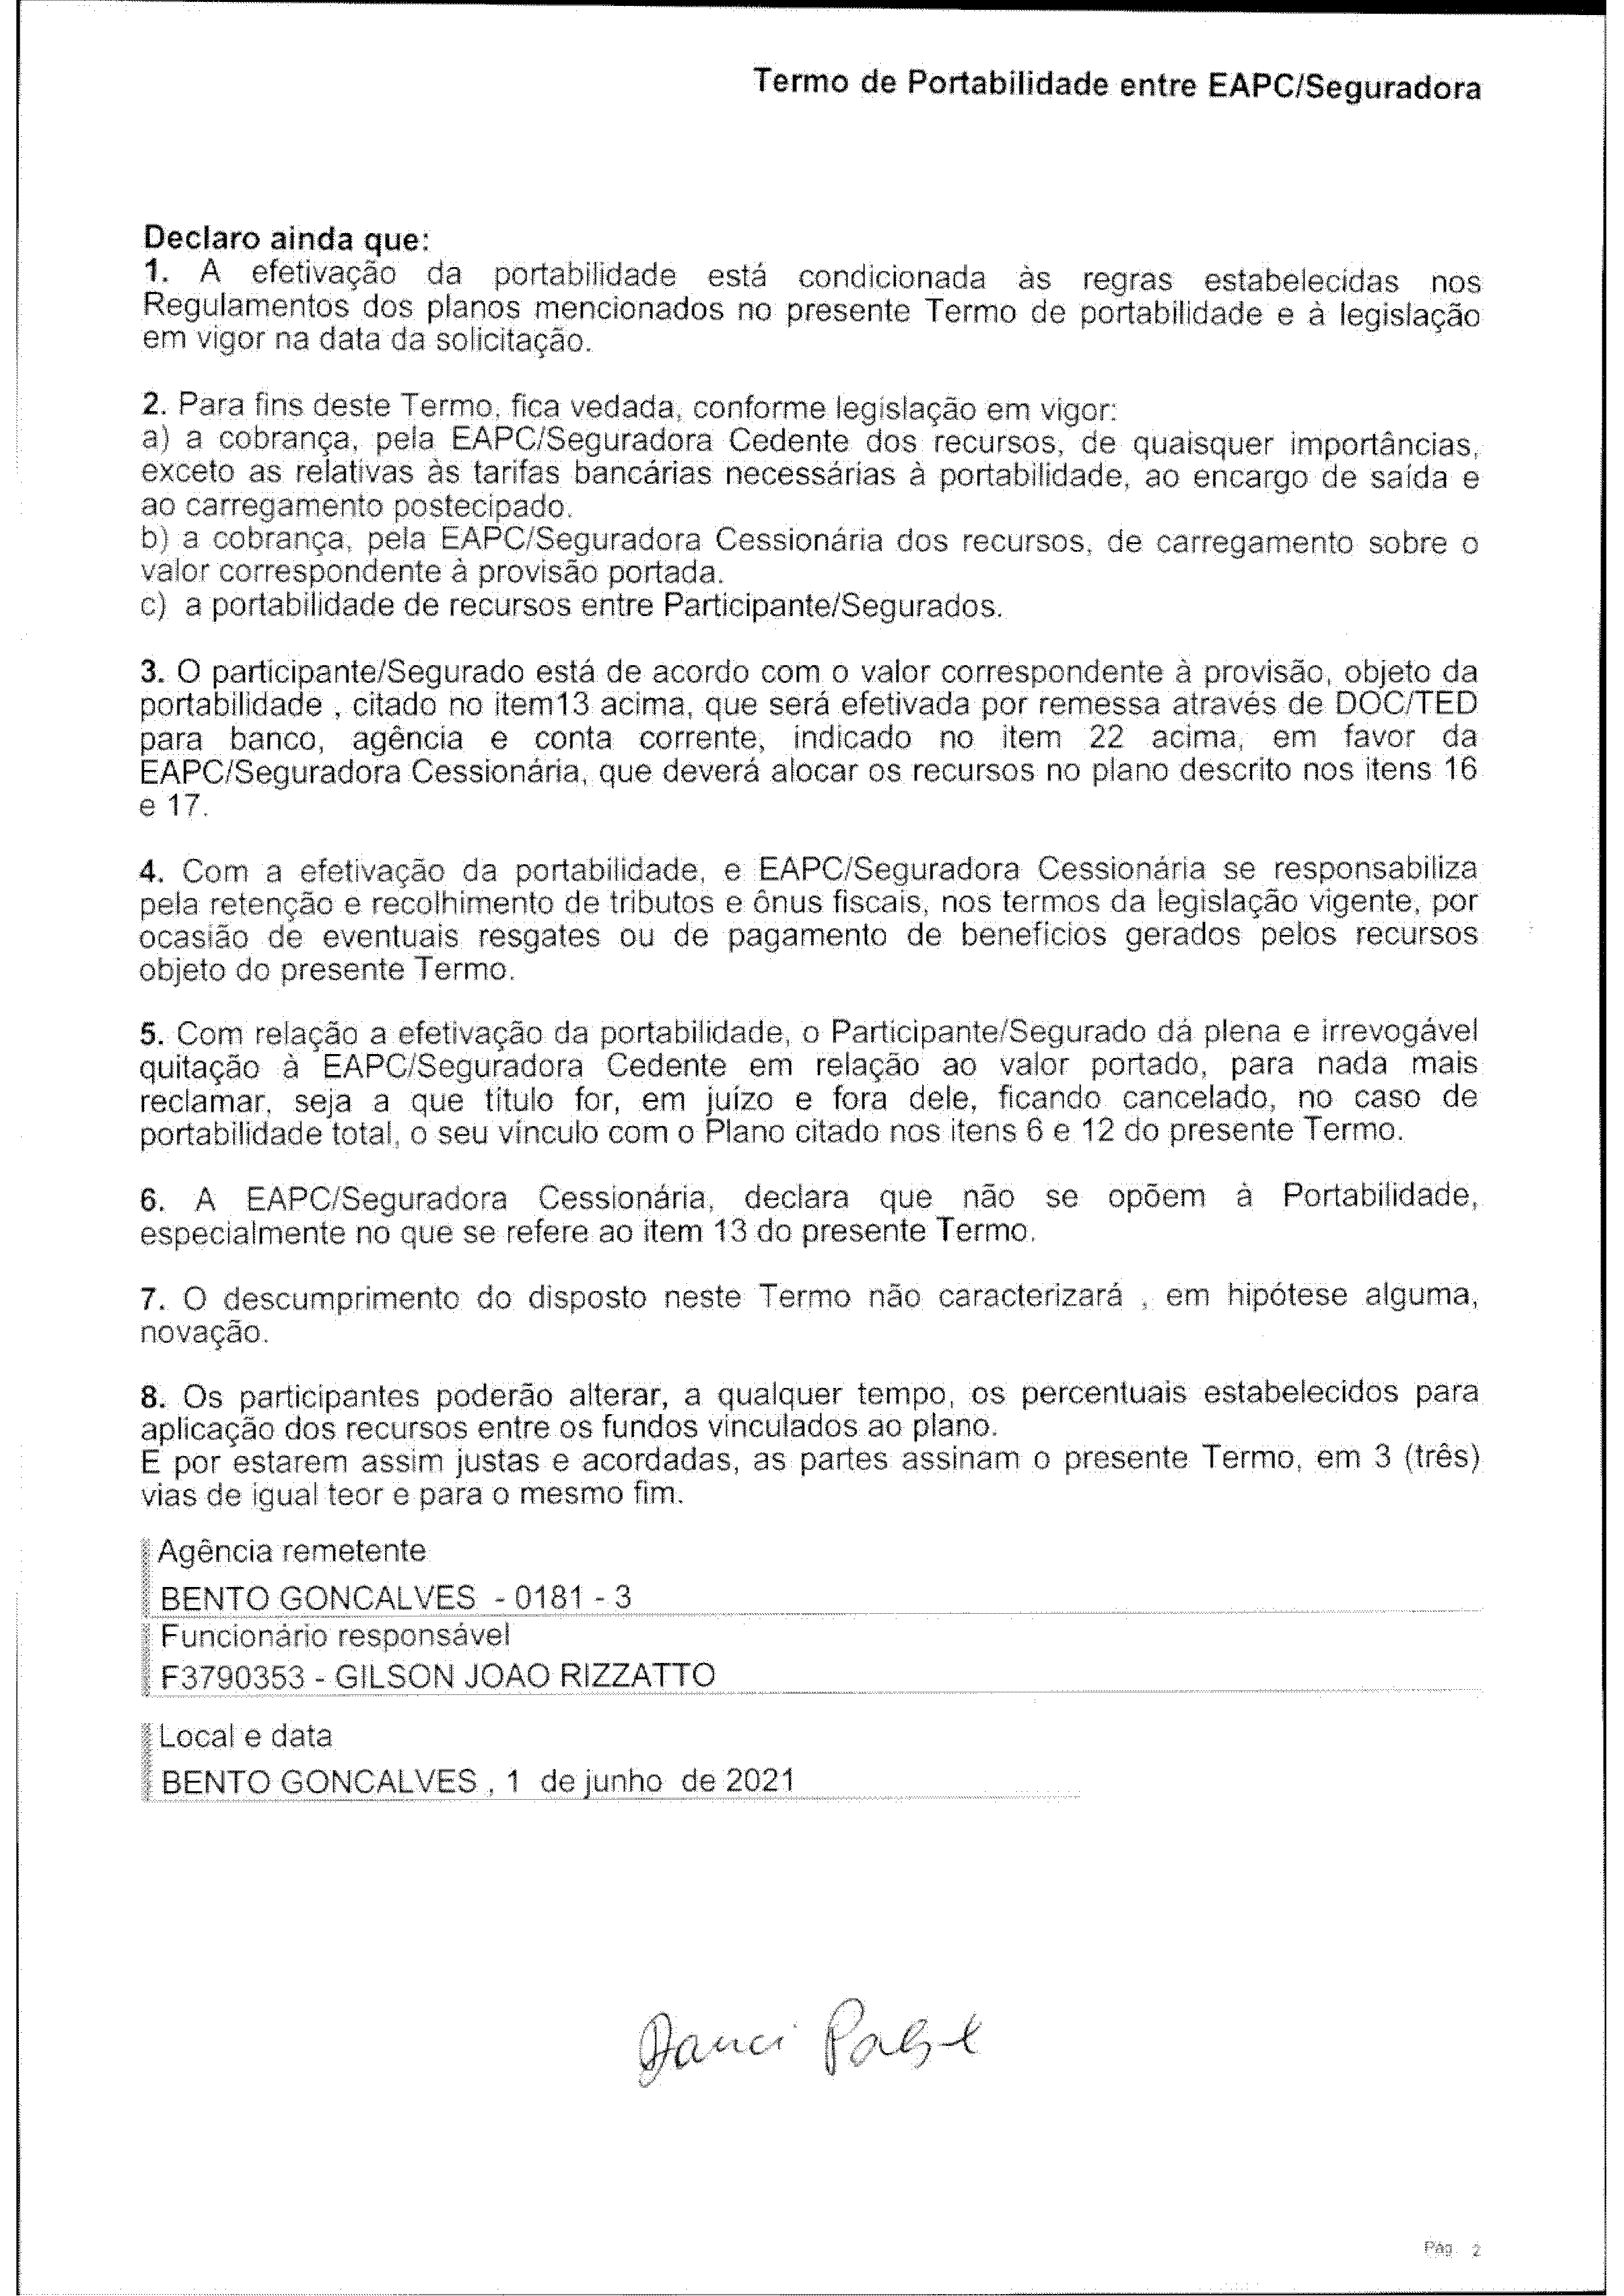 Termo de Portabilidade entre EAPC/Seguradora
Declaro ainda que:
1. A efetivação da portabilidade está condicionada às regras estabelecidas nos
Regulamentos dos planos mencionados no presente Termo de portabilidade e à legislação
em vigor na data da solicitação.
2. Para fins deste Termo, fica vedada, conforme legislação em vigor:
a) a cobrança, pela EAPC/Seguradora Cedente dos recursos, de quaisquer importâncias,
exceto as relativas às tarifas bancárias necessárias à portabilidade, ao encargo de saída e
ao carregamento postecipado.
b) a cobrança, pela EAPC/Seguradora Cessionária dos recursos, de carregamento sobre o
valor correspondente à provisão portada.
c) a portabilidade de recursos entre Participante/Segurados.
3. O participante/Segurado está de acordo com o valor correspondente à provisão, objeto da
portabilidade , citado no item13 acima, que será efetivada por remessa através de DOC/TED
para banco, agência e conta corrente, indicado no item 22 acima, em favor da
EAPC/Seguradora Cessionária, que deverá alocar os recursos no plano descrito nos itens 16
e 17.
4. Com a efetivação da portabilidade, e EAPC/Seguradora Cessionária se responsabiliza
pela retenção e recolhimento de tributos e ônus fiscais, nos termos da legislação vigente, por
ocasião de eventuais resgates ou de pagamento de benefícios gerados pelos recursos
objeto do presente Termo.
5. Com relação a efetivação da portabilidade, o Participante/Segurado dá plena e irrevogável
quitação à EAPC/Seguradora Cedente em relação ao valor portado, para nada mais
reclamar, seja a que título for, em juízo e fora dele, ficando cancelado, no caso de
portabilidade total, o seu vínculo com o Plano citado nos itens 6 e 12 do presente Termo.
6. A EAPC/Seguradora Cessionária, declara que não se opõem à Portabilidade,
especialmente no que se refere ao item 13 do presente Termo.
7. O descumprimento do disposto neste Termo não caracterizará , em hipótese alguma,
novação.
8. Os participantes poderão alterar, a qualquer tempo, os percentuais estabelecidos para
aplicação dos recursos entre os fundos vinculados ao plano.
E por estarem assim justas e acordadas, as partes assinam o presente Termo, em 3 (três)
vias de igual teor e para o mesmo fim.
Agência remetente
BENTO GONCALVES - 0181 - 3
Funcionário responsável
F3790353 - GILSON JOAO RIZZATTO
Local e data
BENTO GONCALVES , 1 de junho de 2021
Pág. 2